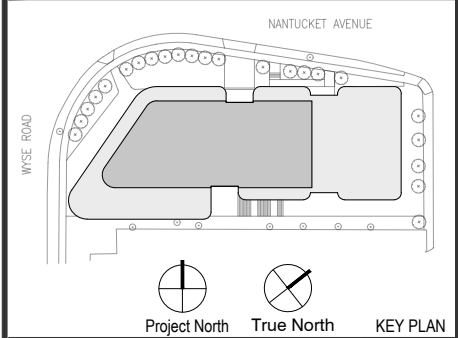 NANTUCKET AVENUE
WYSE ROAD
Project North
True North
KEY PLAN